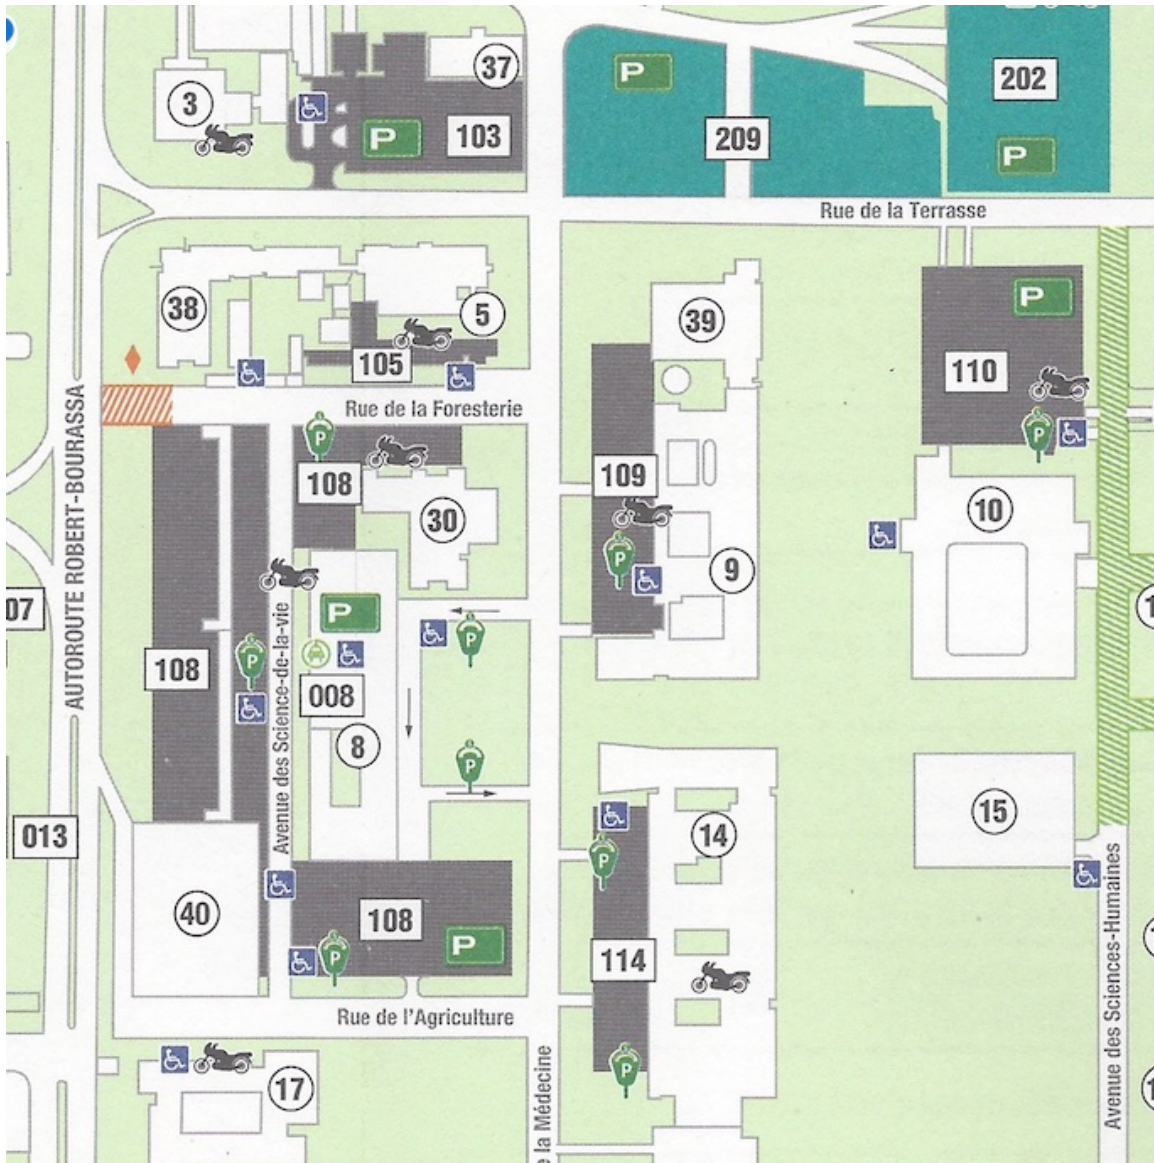 37
202
3
P
103
P
209
P
Rue de la Terrasse
38
5
39
P
105
110
Rue de la Foresterie
P
P
108
109
30
10
AUTOROUTE ROBERT-BOURASSA
P
9
07
P
Avenue des Science-de-la-vie
P
P
108
008
8
P
013
14
15
P
40
108
P
P
114
Avenue des Sciences-Humaines
Rue de l'Agriculture
P
17
la Médecine